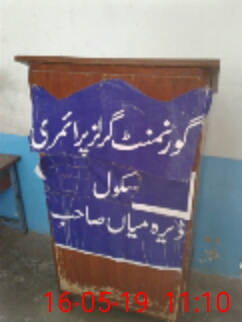 گورنمنٹ گرلز پرائمری
سکول
ڈیرہ میاں صاحب
16-05-19 11:10